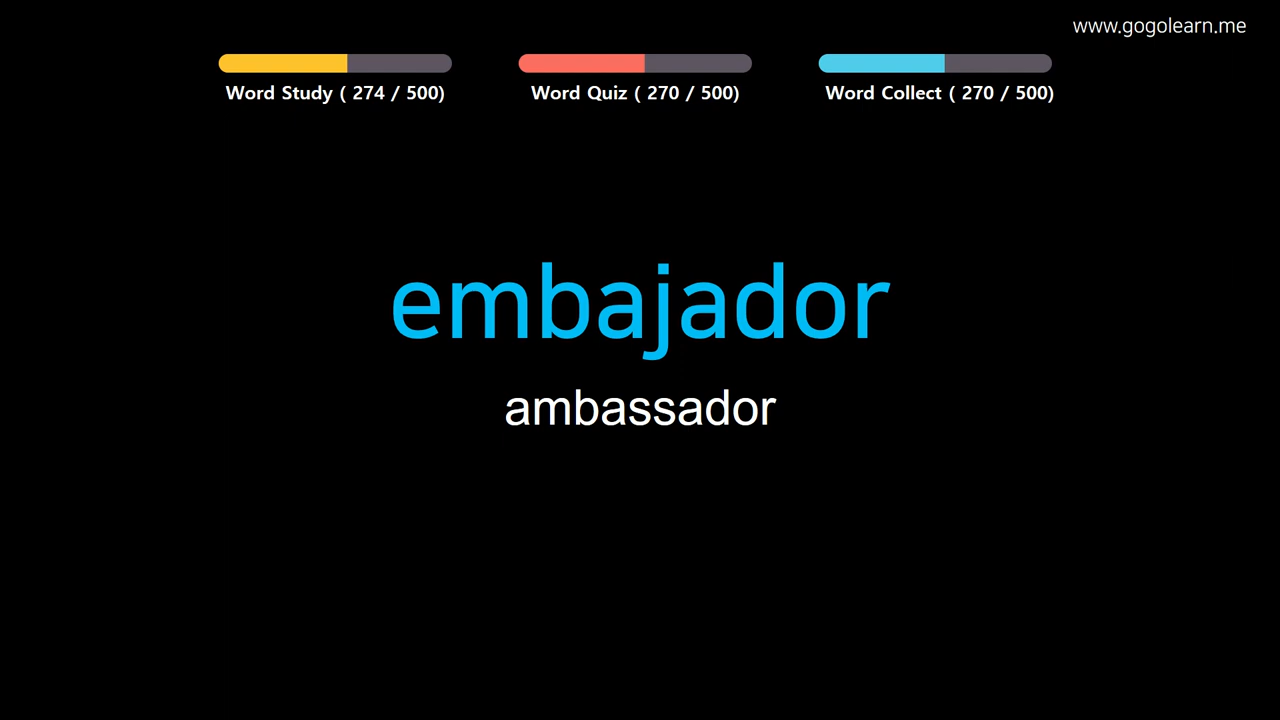 www.gogolearn.me
Word Study ( 274 / 500)
Word Quiz ( 270 / 500)
Word Collect ( 270 / 500)
embajador
ambassador